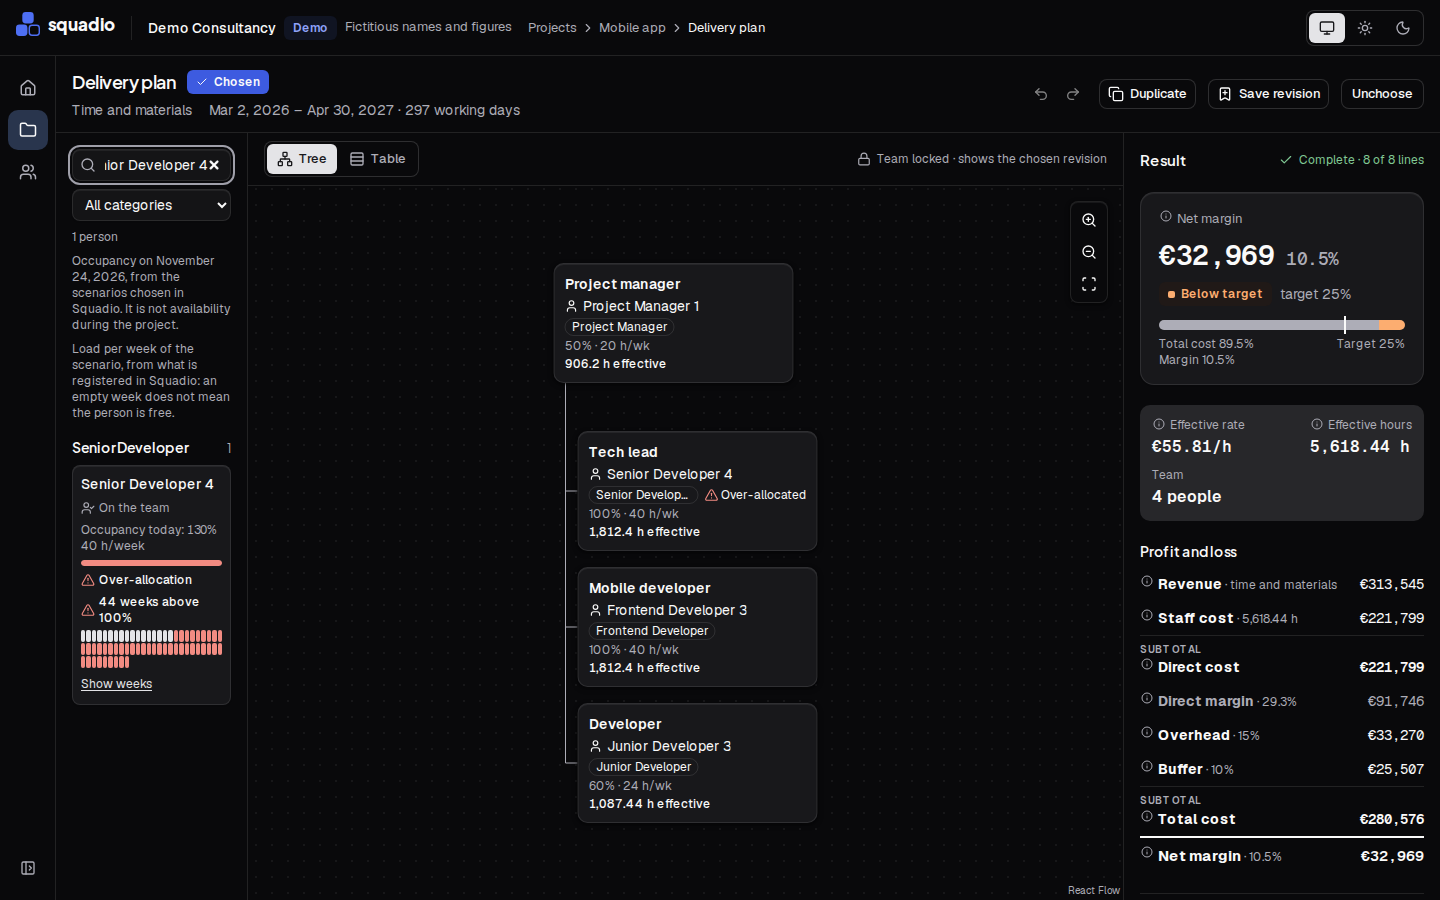 squadlo
Demo Consultancy
Demo
Fictitious names and figures
Projects > Mobile app > Delivery plan
Delivery plan
Chosen
Time and materials
Mar 2, 2026 – Apr 30, 2027 · 297 working days
Duplicate
Save revision
Unchoose
ior Developer 4
All categories
1 person
Occupancy on November
24, 2026, from the
scenarios chosen in
Squadlo. It is not availability
during the project.
Load per week of the
scenario, from what is
registered in Squadlo: an
empty week does not mean
the person is free.
Senior Developer 1
Senior Developer 4
On the team
Occupancy today: 130%
40 h/week
Over-allocation
44 weeks above
100%
Show weeks
Tree
Table
Team locked · shows the chosen revision
Project manager
Project Manager 1
Project Manager
50% · 20 h/wk
906.2 h effective
Tech lead
Senior Developer 4
Senior Develop...
Over-allocated
100% · 40 h/wk
1,812.4 h effective
Mobile developer
Frontend Developer 3
Frontend Developer
100% · 40 h/wk
1,812.4 h effective
Developer
Junior Developer 3
Junior Developer
60% · 24 h/wk
1,087.44 h effective
React Flow
Result
Complete · 8 of 8 lines
Net margin
€32,969 10.5%
Below target
target 25%
Total cost 89.5%
Target 25%
Margin 10.5%
Effective rate
€55.81/h
Effective hours
5,618.44 h
Team
4 people
Profit and loss
Revenue · time and materials €313,545
Staff cost · 5,618.44 h €221,799
SUBTOTAL
Direct cost €221,799
Direct margin · 29.3% €91,746
Overhead · 15% €33,270
Buffer · 10% €25,507
SUBTOTAL
Total cost €280,576
Net margin · 10.5% €32,969